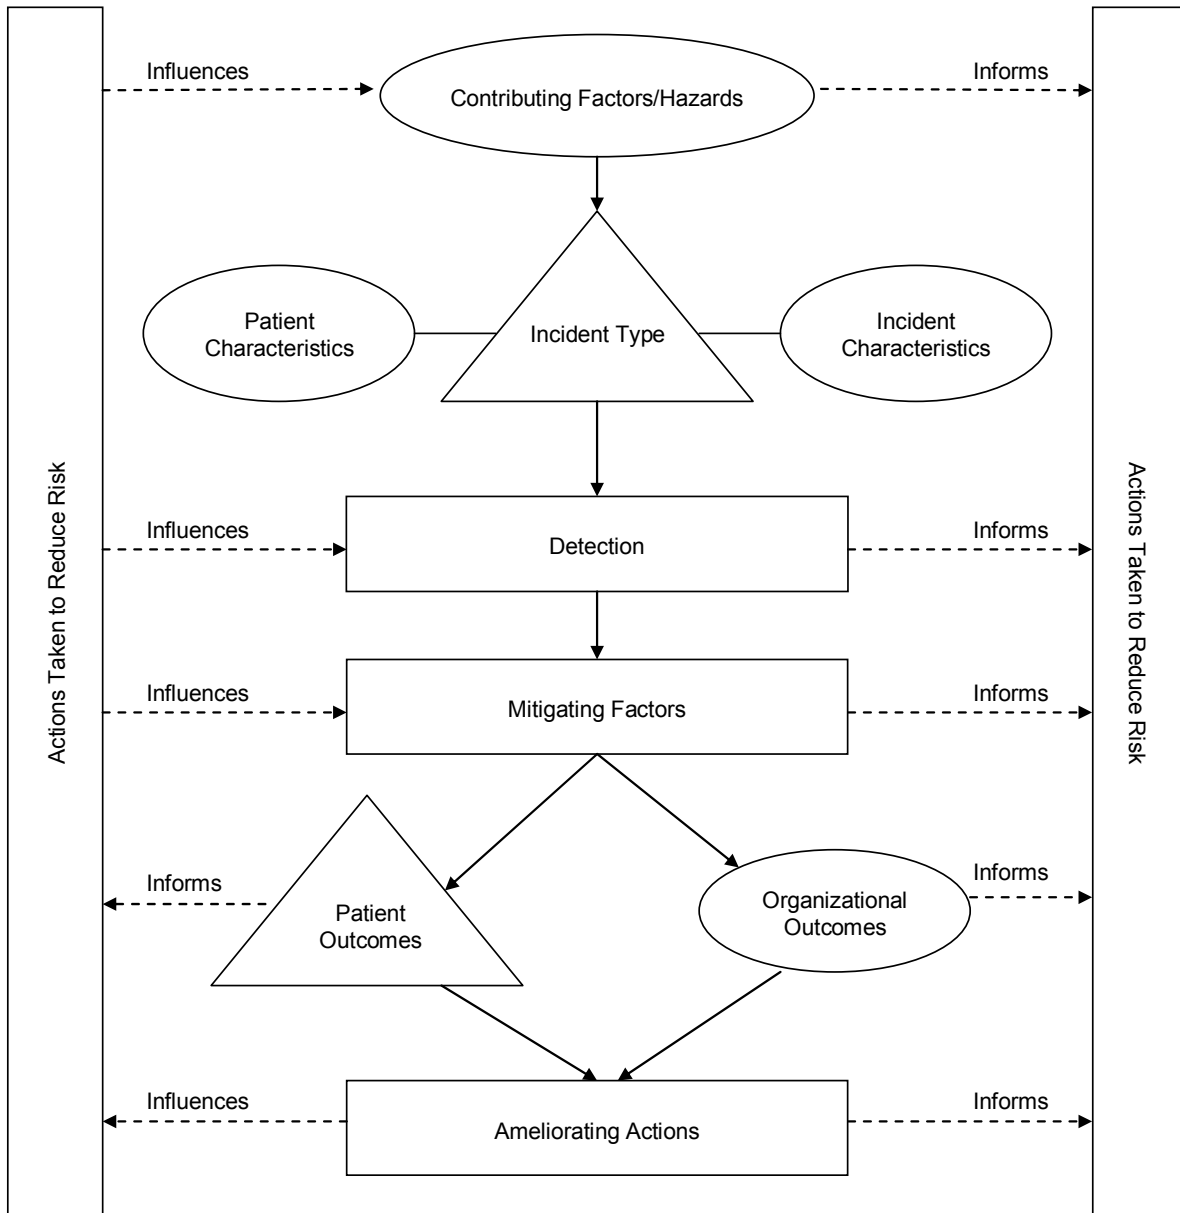 Influences
Contributing Factors/Hazards
Informs
Patient
Characteristics
Incident Type
Incident
Characteristics
Actions Taken to Reduce Risk
Actions Taken to Reduce Risk
Influences
Detection
Informs
Influences
Mitigating Factors
Informs
Informs
Patient
Outcomes
Organizational
Outcomes
Informs
Influences
Ameliorating Actions
Informs